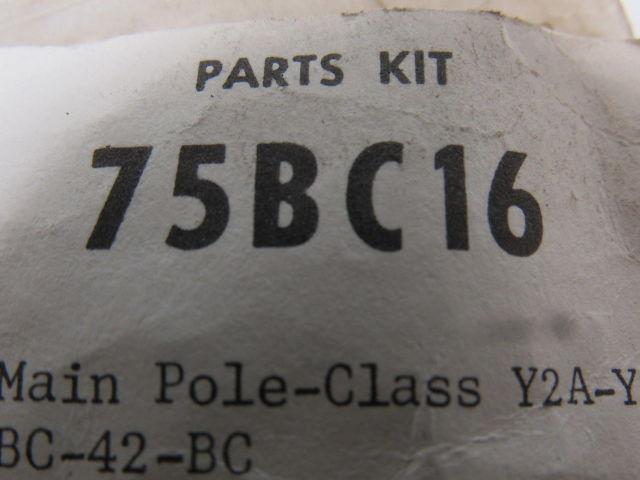 PARTS KIT
75BC16
Main Pole-Class Y2A-Y
BC-42-BC